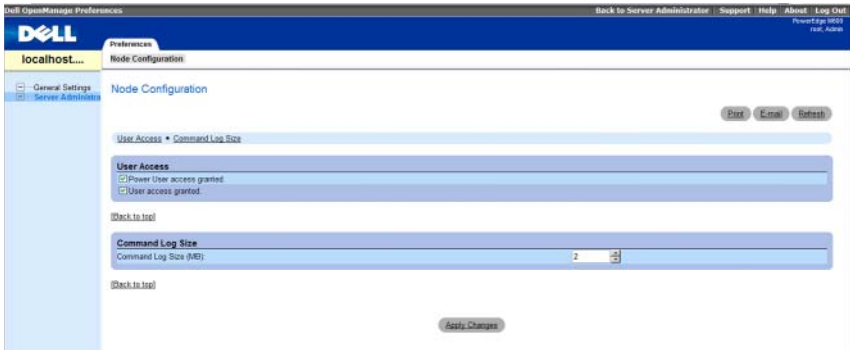 Dell OpenManage Preferences
Back to Server Administrator Support Help About Log Out
PowerEdge M600
root, Admin
DELL
Preferences
localhost....
Node Configuration
General Settings
Server Administra
Node Configuration
Print E-mail Refresh
User Access • Command Log Size
User Access
Power User access granted.
User access granted.
[Back to top]
Command Log Size
Command Log Size (MB): 2
[Back to top]
Apply Changes